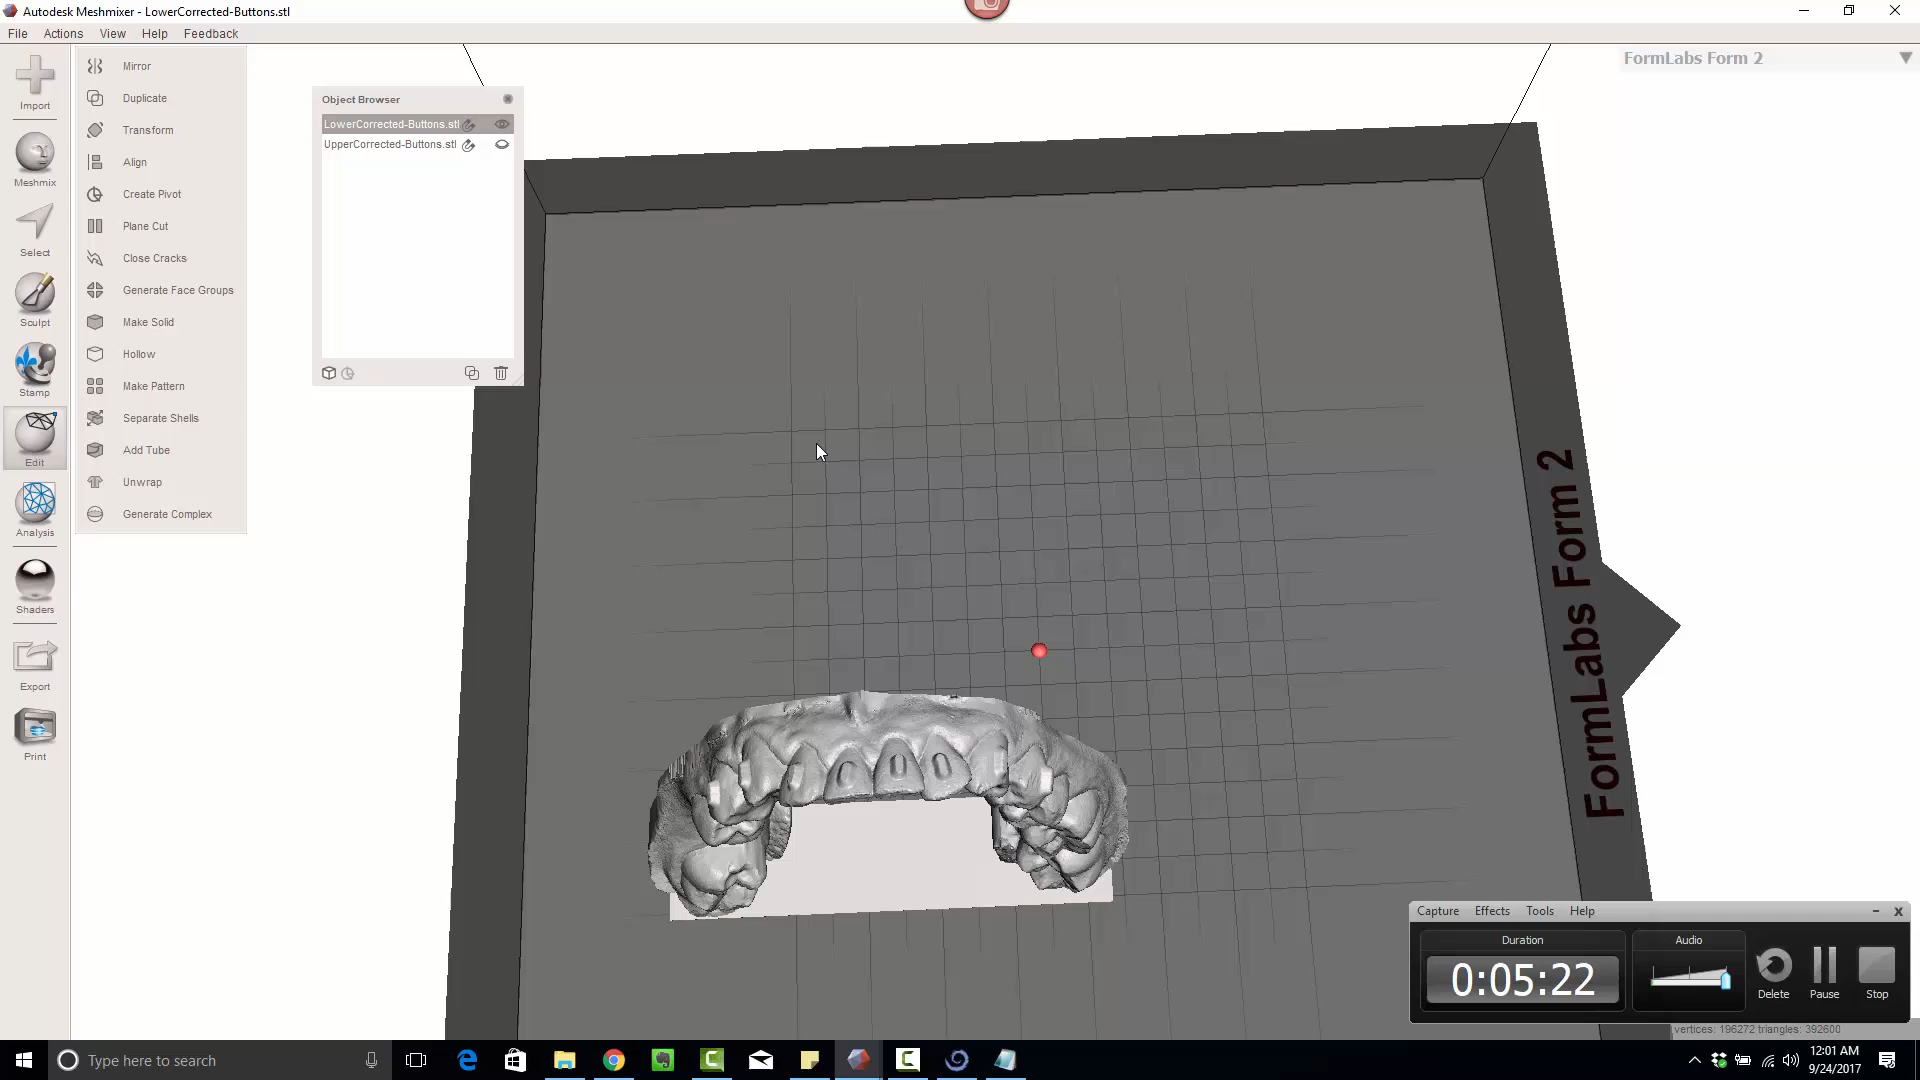 Autodesk Meshmixer - LowerCorrected-Buttons.stl
File Actions View Help Feedback
Import
Meshmix
Select
Sculpt
Stamp
Edit
Analysis
Shaders
Export
Print
Mirror
Duplicate
Transform
Align
Create Pivot
Plane Cut
Close Cracks
Generate Face Groups
Make Solid
Hollow
Make Pattern
Separate Shells
Add Tube
Unwrap
Generate Complex
Object Browser
LowerCorrected-Buttons.stl
UpperCorrected-Buttons.stl
FormLabs Form 2
FormLabs Form 2
Capture Effects Tools Help
Duration
0:05:22
Audio
Delete
Pause
Stop
vertices: 196272 triangles: 392600
Type here to search
12:01 AM
9/24/2017